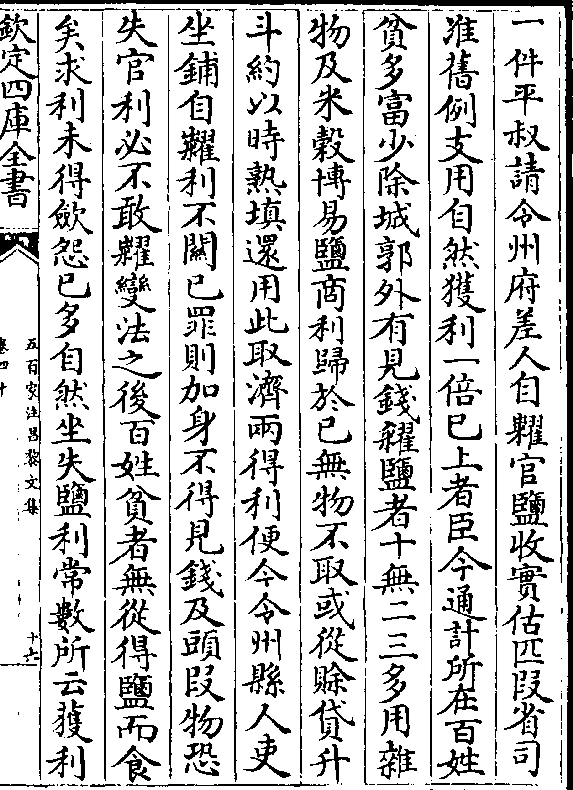 一件平叔請令州府差人自糶官鹽收實估匹段省司
准舊例支用自然獲利一倍已上者臣今通計所在百姓
貧多富少除城郭外有見錢糴鹽者十無二三多用雜
物及米穀博易鹽商利歸於己無物不取或從賖貸升
斗約以時熟填還用此取濟兩得利便今令州縣人吏
坐鋪自糶利不關己罪則加身不得見錢及頭段物恐
失官利必不敢糶變法之後百姓貧者無從得鹽而食
矣求利未得斂怨已多自然坐失鹽利常數所云獲利
欽定四庫全書
五百家注昌黎文集
卷四十
十六